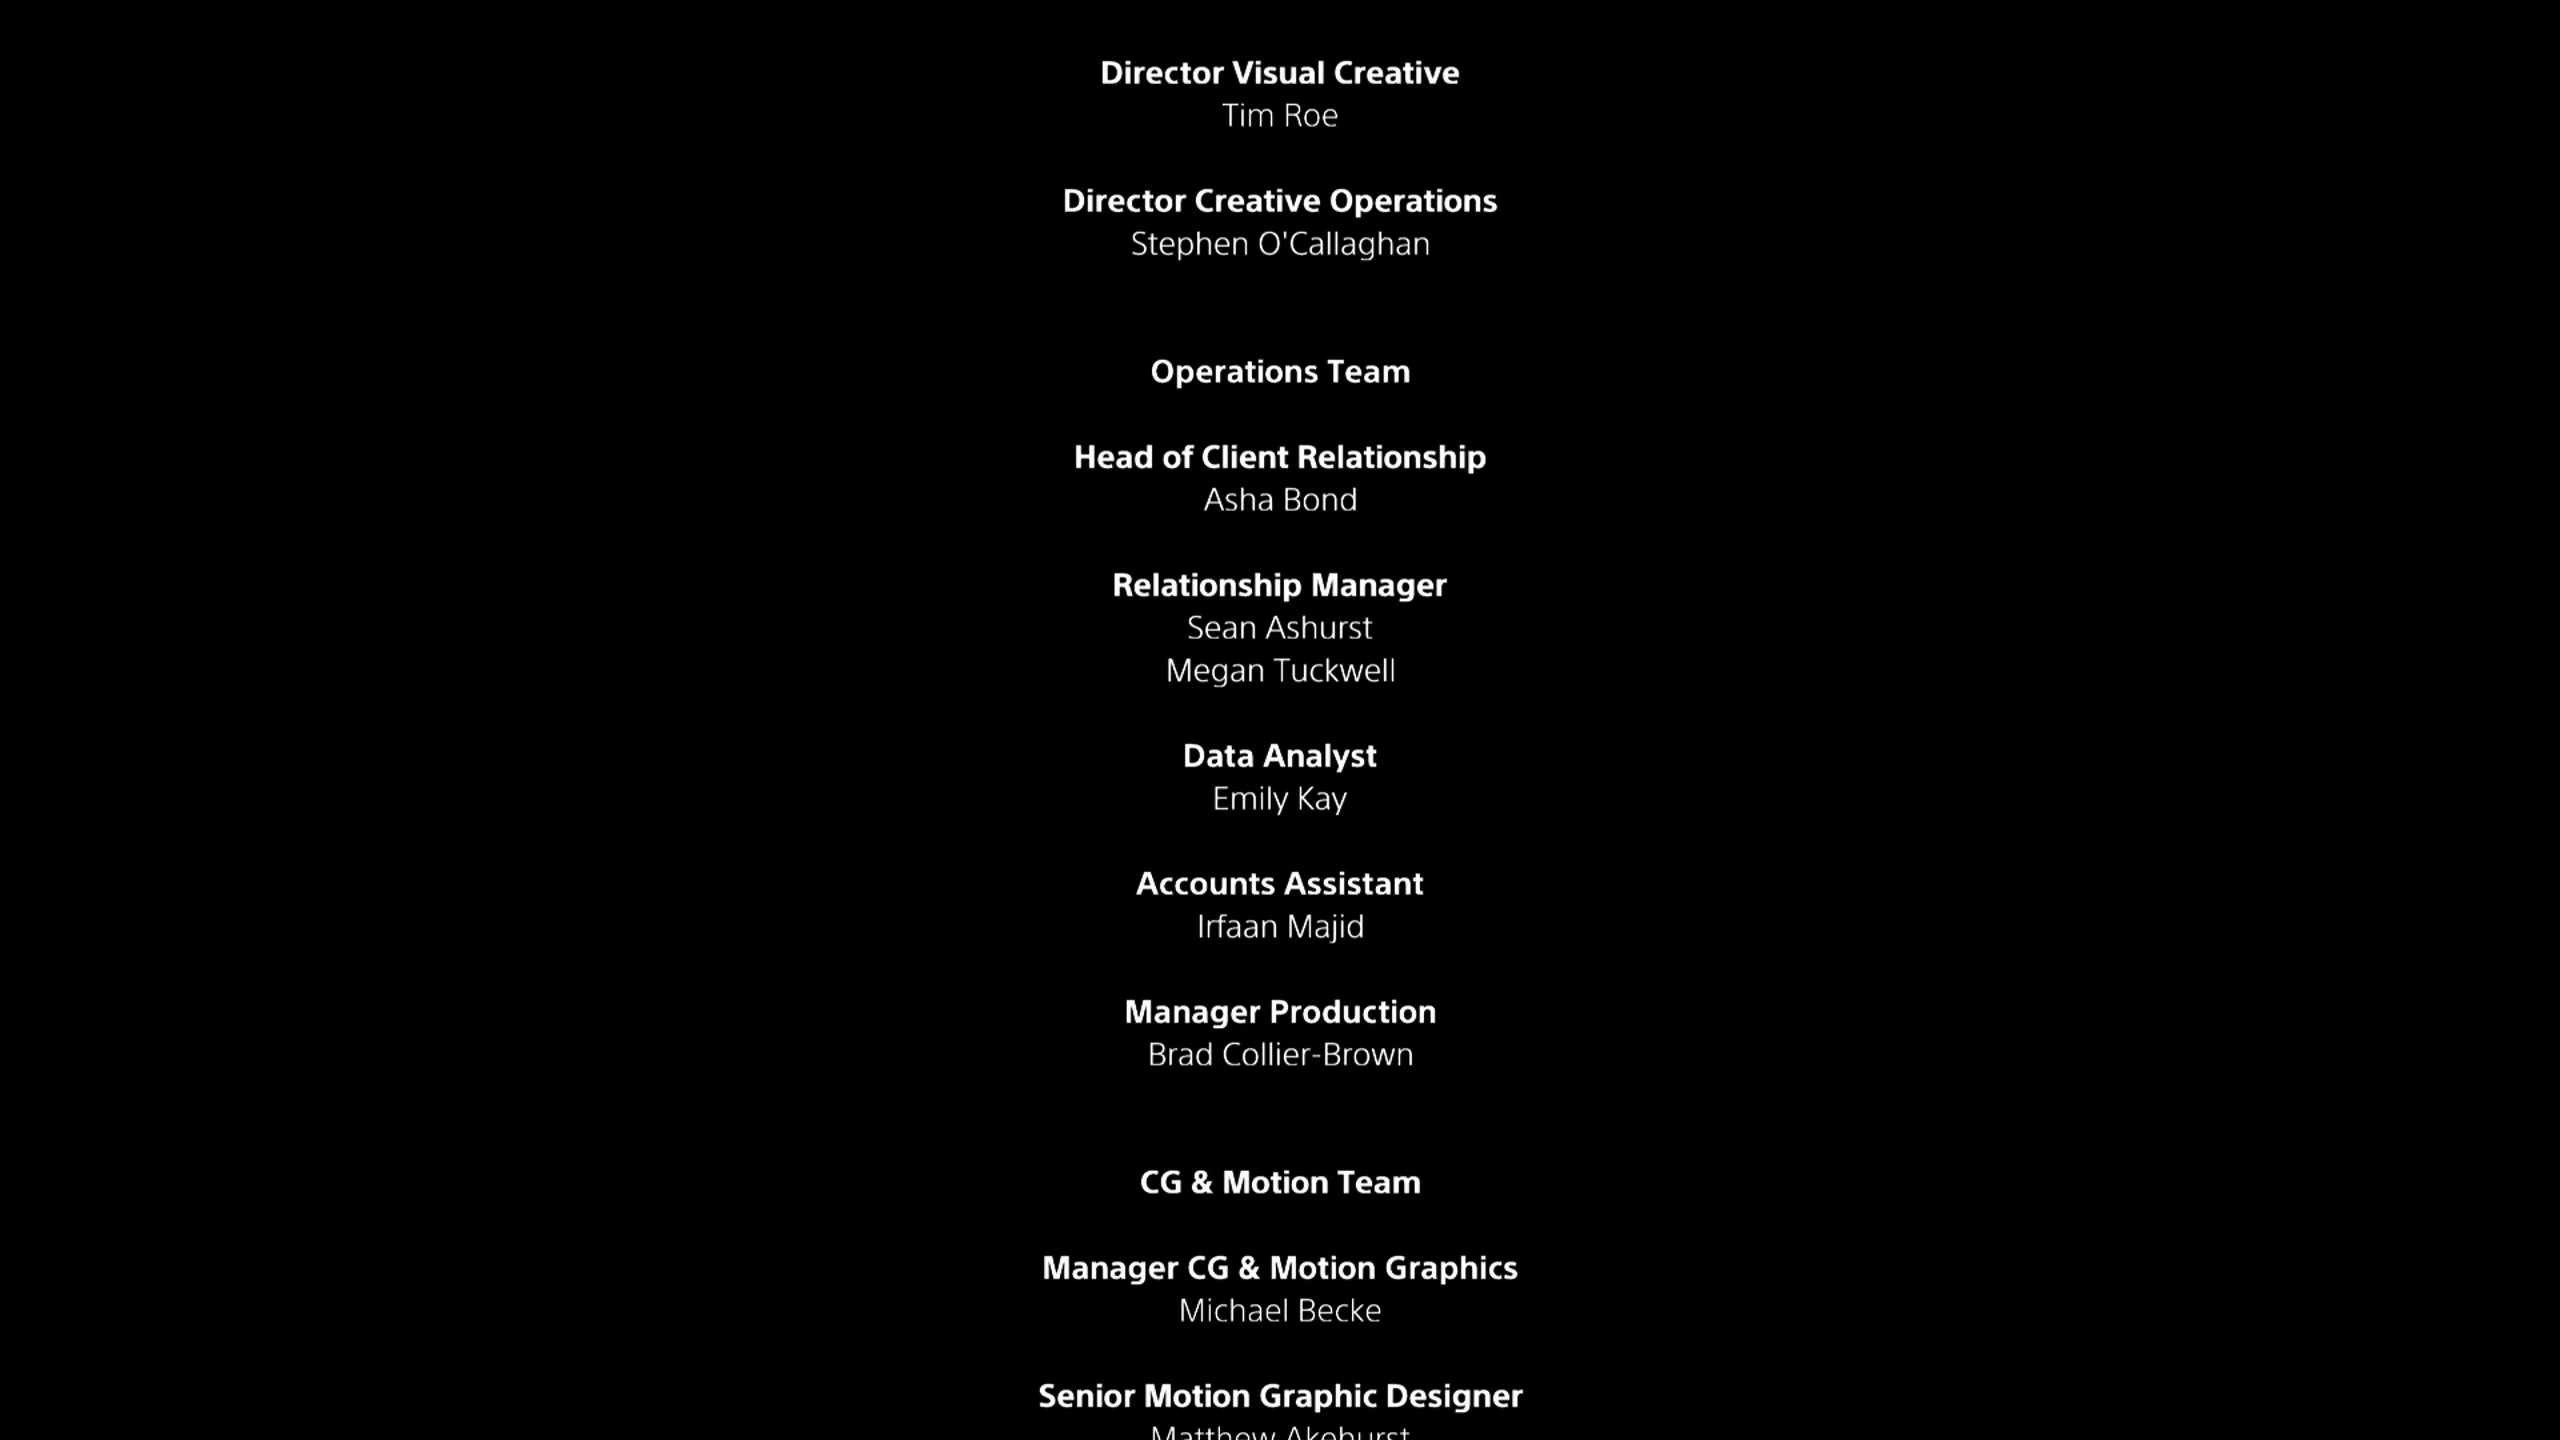 Director Visual Creative
Tim Roe
Director Creative Operations
Stephen O'Callaghan
Operations Team
Head of Client Relationship
Asha Bond
Relationship Manager
Sean Ashurst
Megan Tuckwell
Data Analyst
Emily Kay
Accounts Assistant
Irfaan Majid
Manager Production
Brad Collier-Brown
CG & Motion Team
Manager CG & Motion Graphics
Michael Becke
Senior Motion Graphic Designer
Matthew Akehurst